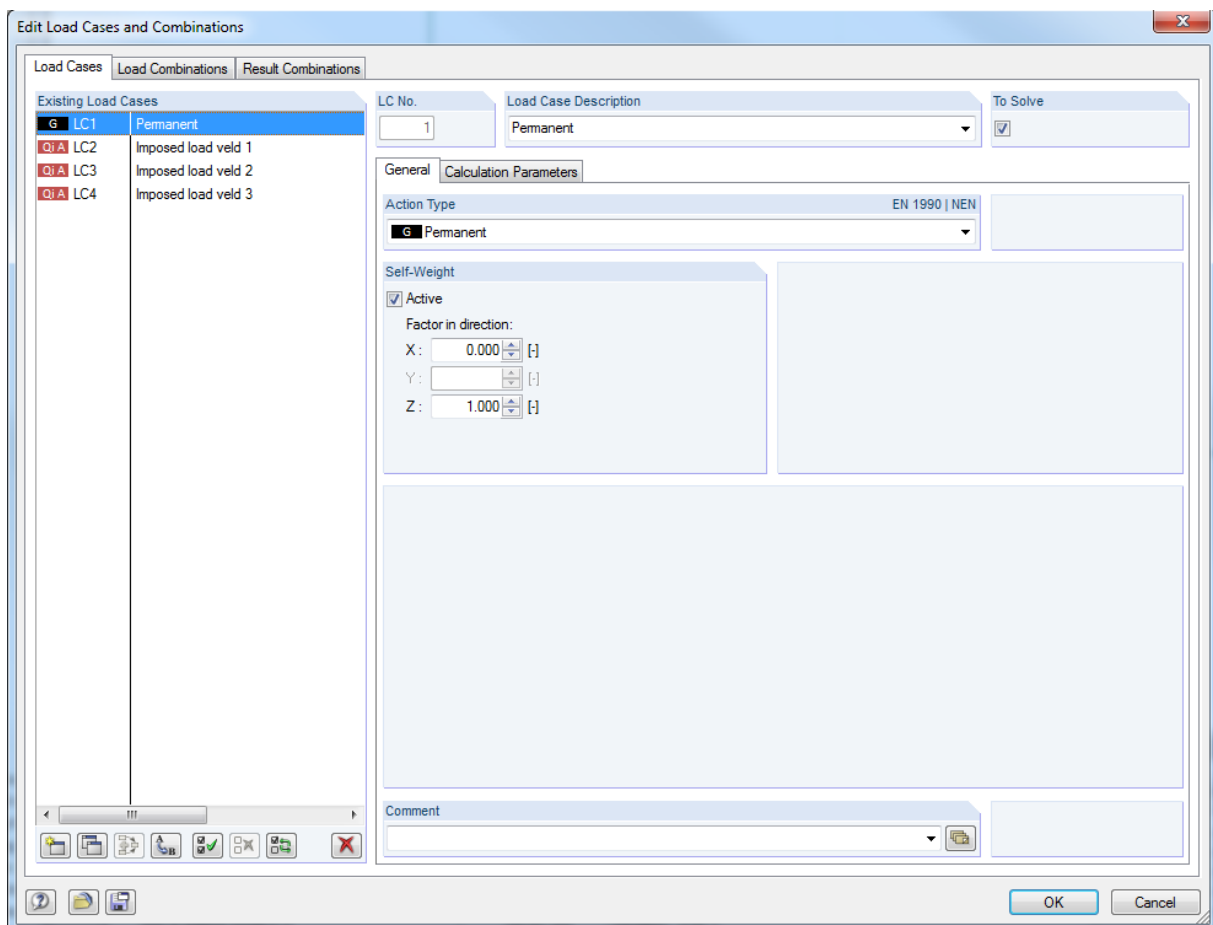 Edit Load Cases and Combinations
Load Cases Load Combinations Result Combinations
Existing Load Cases
G LC1 Permanent
Qi A LC2 Imposed load veld 1
Qi A LC3 Imposed load veld 2
Qi A LC4 Imposed load veld 3
LC No.
1
Load Case Description
Permanent
To Solve
General Calculation Parameters
Action Type EN 1990 | NEN
G Permanent
Self-Weight
Active
Factor in direction:
X : 0.000 [-]
Y : [-]
Z : 1.000 [-]
Comment
OK Cancel